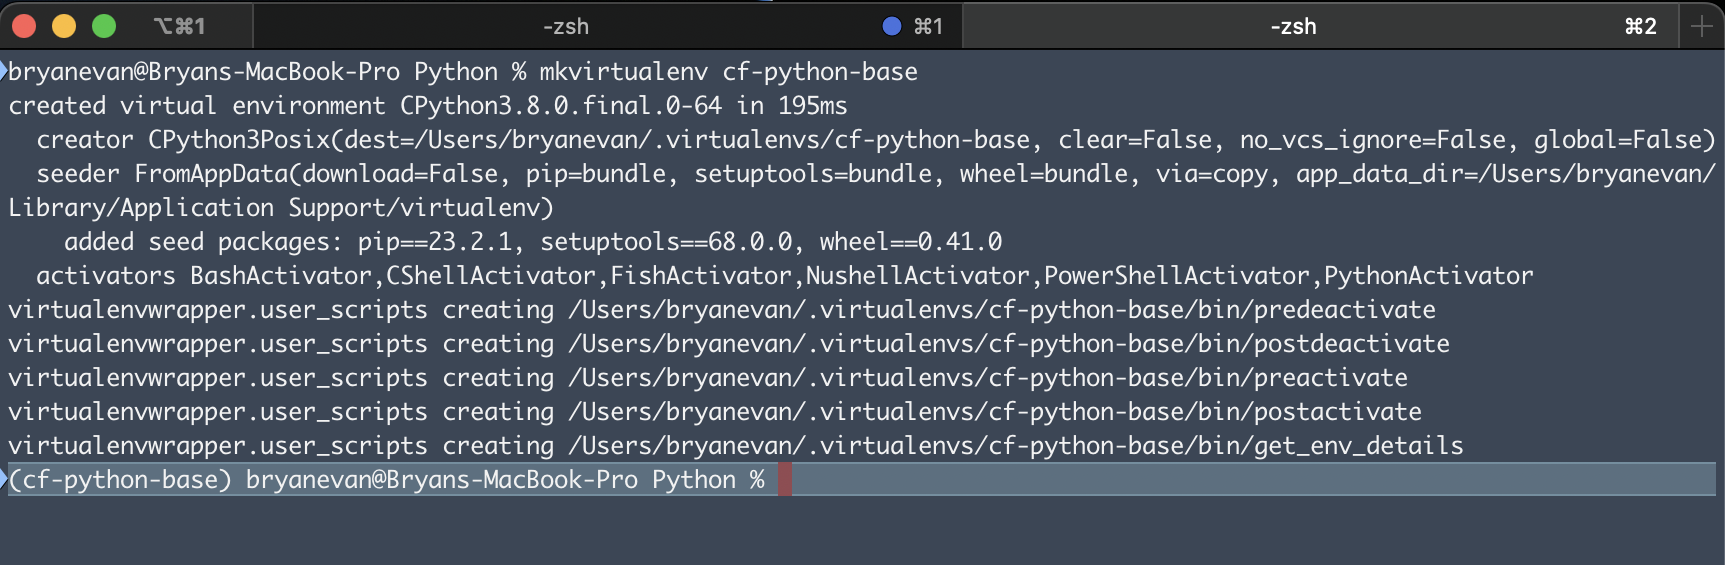 ⌥⌘1
-zsh
⌘1
-zsh
⌘2
bryanevan@Bryans-MacBook-Pro Python % mkvirtualenv cf-python-base
created virtual environment CPython3.8.0.final.0-64 in 195ms
  creator CPython3Posix(dest=/Users/bryanevan/.virtualenvs/cf-python-base, clear=False, no_vcs_ignore=False, global=False)
  seeder FromAppData(download=False, pip=bundle, setuptools=bundle, wheel=bundle, via=copy, app_data_dir=/Users/bryanevan/
Library/Application Support/virtualenv)
    added seed packages: pip==23.2.1, setuptools==68.0.0, wheel==0.41.0
  activators BashActivator,CShellActivator,FishActivator,NushellActivator,PowerShellActivator,PythonActivator
virtualenvwrapper.user_scripts creating /Users/bryanevan/.virtualenvs/cf-python-base/bin/predeactivate
virtualenvwrapper.user_scripts creating /Users/bryanevan/.virtualenvs/cf-python-base/bin/postdeactivate
virtualenvwrapper.user_scripts creating /Users/bryanevan/.virtualenvs/cf-python-base/bin/preactivate
virtualenvwrapper.user_scripts creating /Users/bryanevan/.virtualenvs/cf-python-base/bin/postactivate
virtualenvwrapper.user_scripts creating /Users/bryanevan/.virtualenvs/cf-python-base/bin/get_env_details
(cf-python-base) bryanevan@Bryans-MacBook-Pro Python %